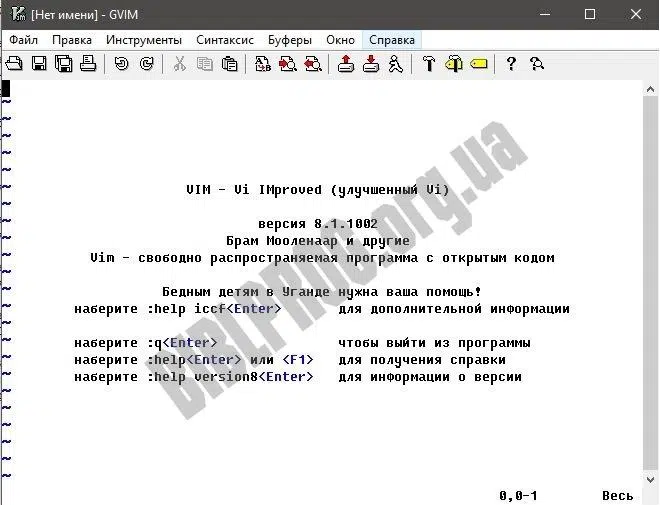 [Нет имени] - GVIM
Файл Правка Инструменты Синтаксис Буферы Окно Справка
VIM - Vi IMproved (улучшенный Vi)
версия 8.1.1002
Брам Мооленаар и другие
Vim - свободно распространяемая программа с открытым кодом
Бедным детям в Уганде нужна ваша помощь!
наберите :help iccf<Enter> для дополнительной информации
наберите :q<Enter> чтобы выйти из программы
наберите :help<Enter> или <F1> для получения справки
наберите :help version8<Enter> для информации о версии
0,0-1 Весь
BIBLPROG.org.ua